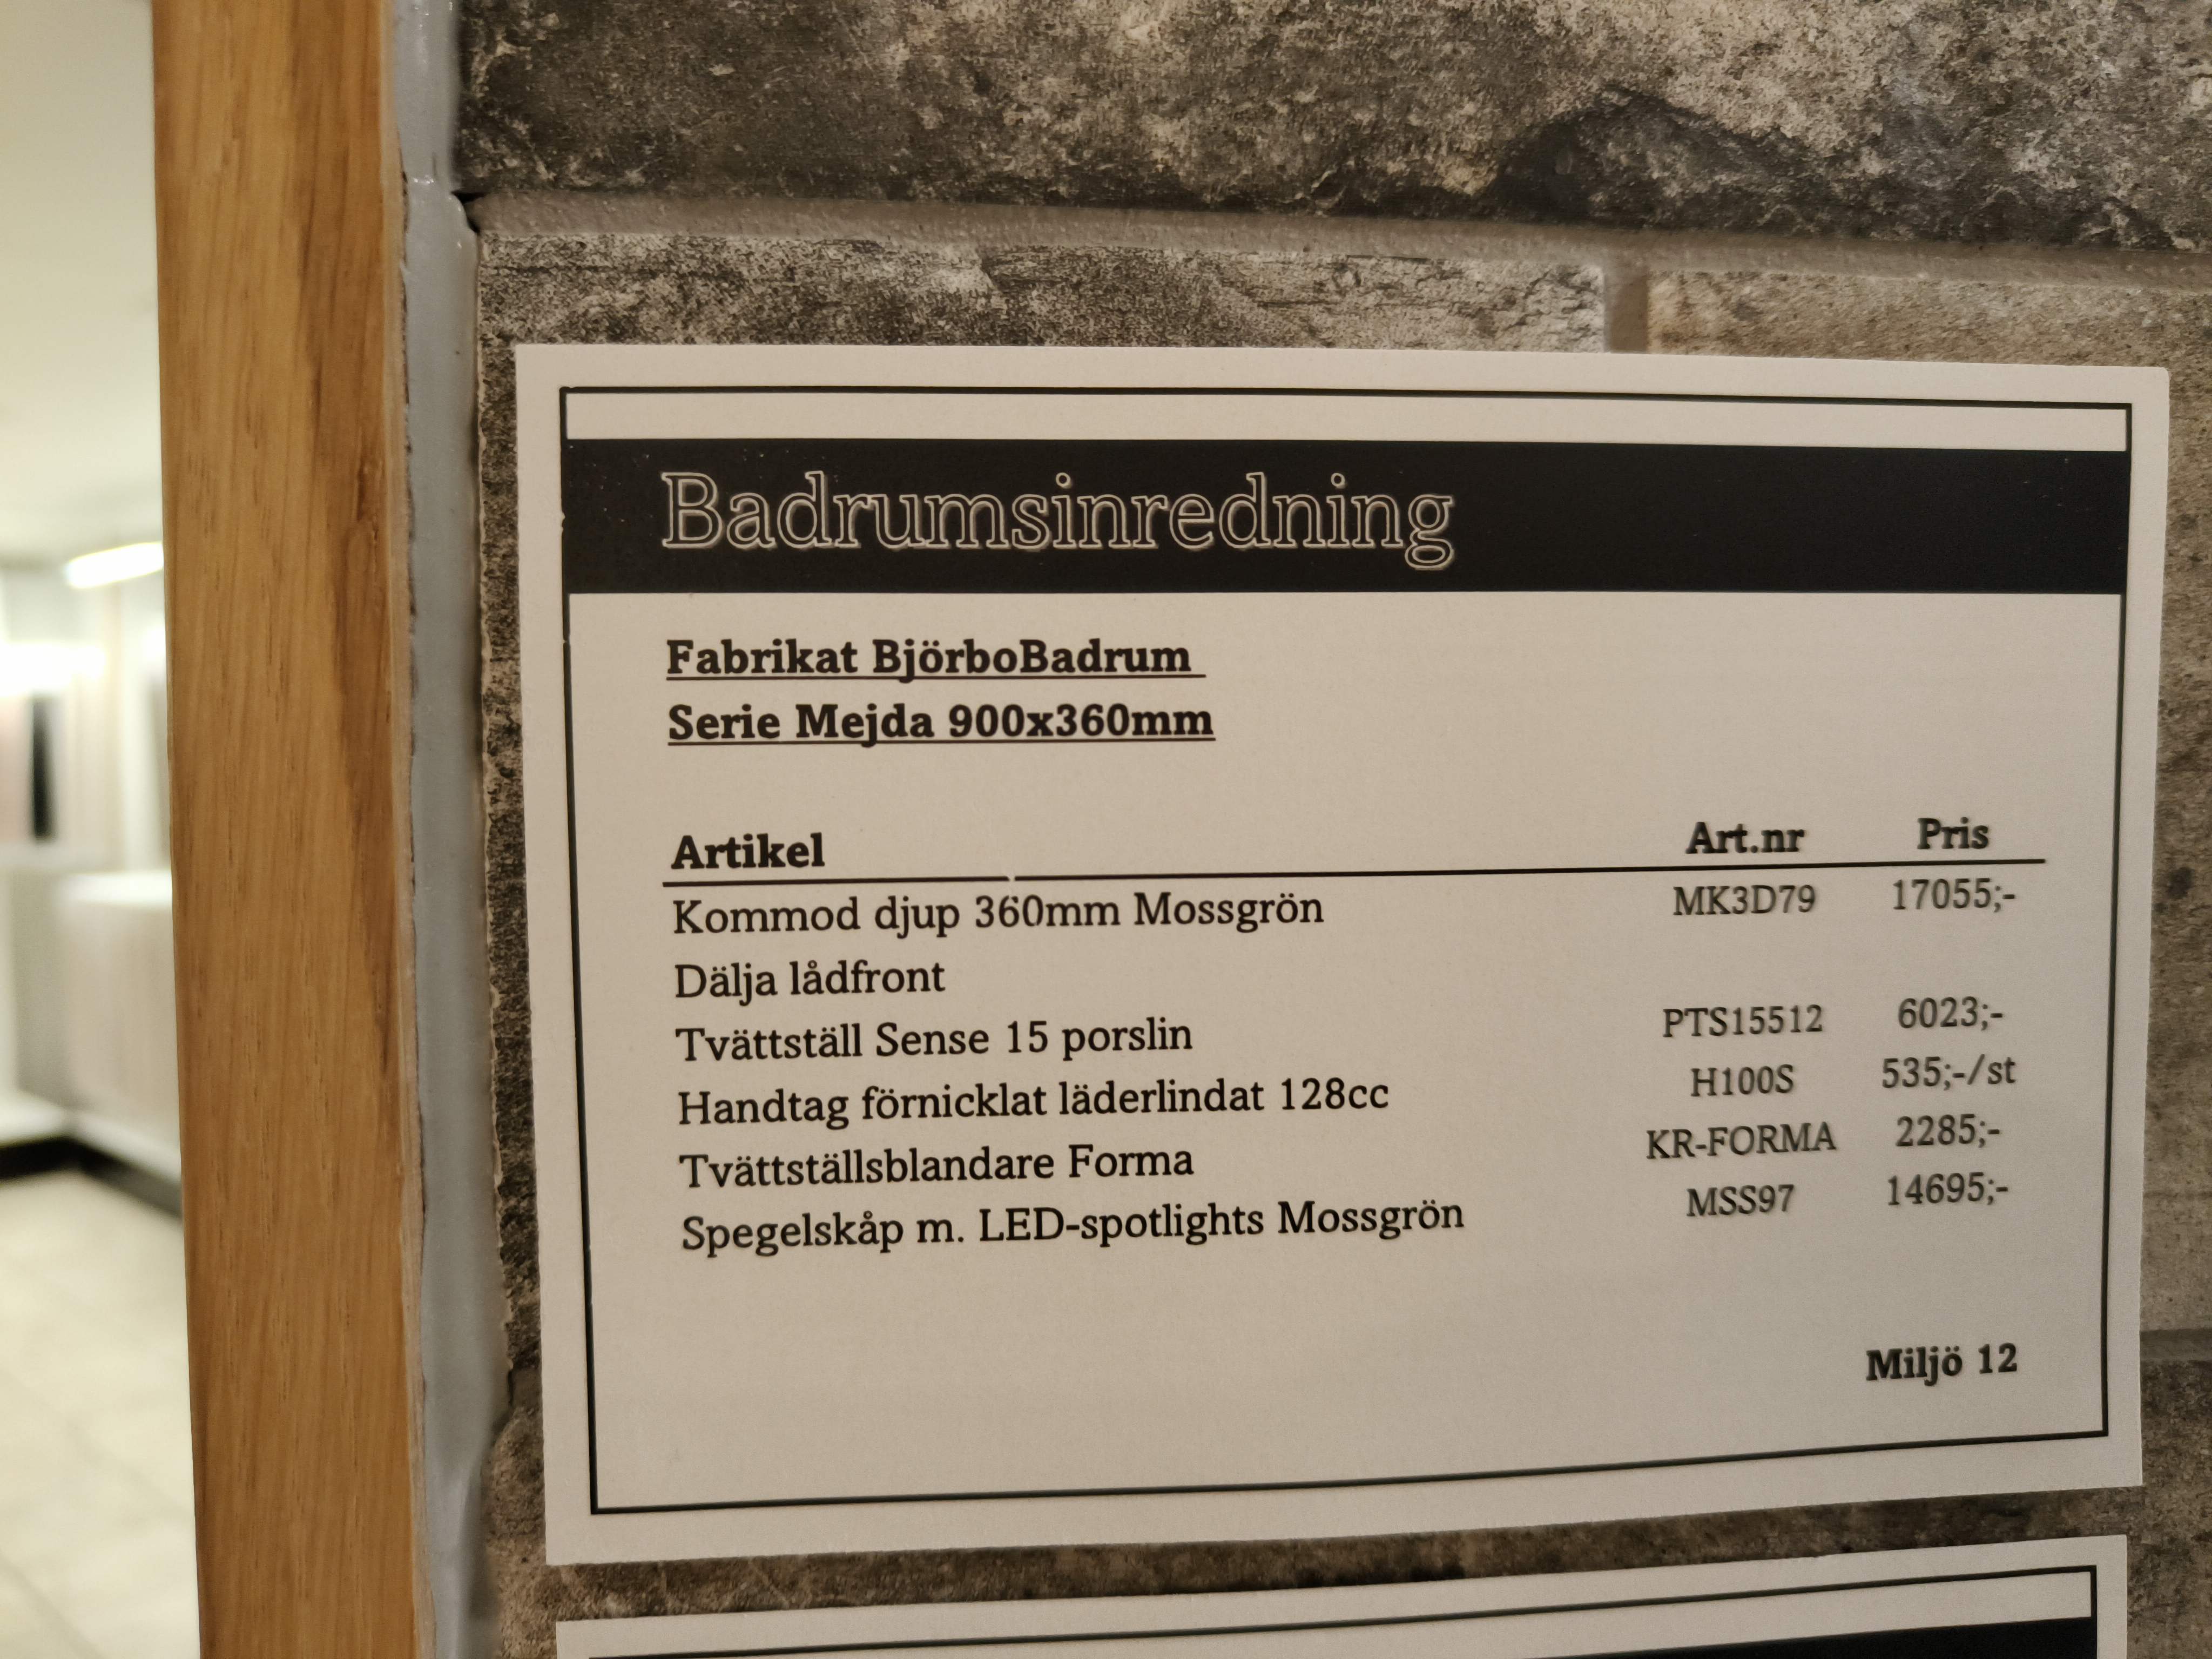 Badrumsinredning
Fabrikat BjörboBadrum
Serie Mejda 900x360mm
Artikel Art.nr Pris
Kommod djup 360mm Mossgrön MK3D79 17055;-
Dälja lådfront
Tvättställ Sense 15 porslin PTS15512 6023;-
Handtag förnicklat läderlindat 128cc H100S 535;-/st
Tvättställsblandare Forma KR-FORMA 2285;-
Spegelskåp m. LED-spotlights Mossgrön MSS97 14695;-
Miljö 12